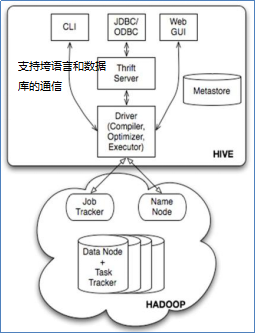 CLI
JDBC/
ODBC
Web
GUI
支持垮语言和数据
库的通信
Thrift
Server
Metastore
Driver
(Compiler,
Optimizer,
Executor)
HIVE
Job
Tracker
Name
Node
Data Node
+
Task
Tracker
HADOOP